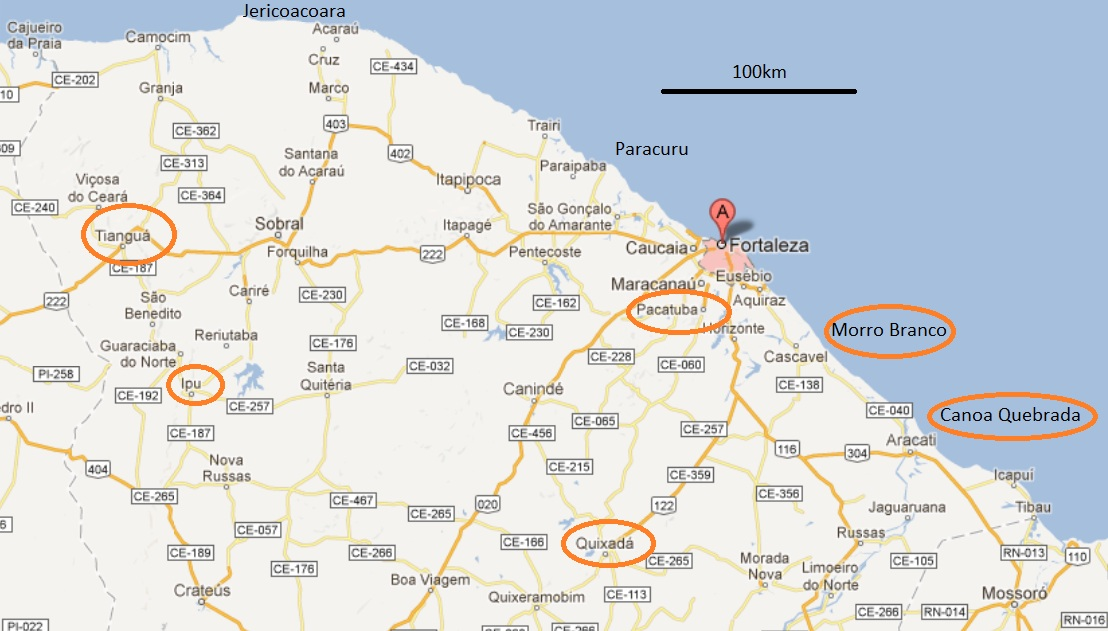 Jericoacoara
Cajueiro
da Praia
Camocim
Acaraú
Cruz
CE-434
CE-202
10
Granja
Marco
100km
CE-362
403
Trairi
309
CE-313
402
Paracuru
Santana
do Acaraú
Paraipaba
Viçosa
do Ceará
CE-364
Itapipoca
CE-240
São Gonçalo
do Amarante
A
Tianguá
Sobral
Itapagé
Caucaia
Fortaleza
Forquilha
222
Pentecoste
CE-187
Eusébio
Maracanaú
Cariré
CE-230
222
São
Benedito
CE-162
Pacatuba
Aquiraz
CE-168
CE-230
Horizonte
Morro Branco
Reriutaba
CE-176
Guaraciaba
do Norte
CE-228
CE-060
Cascavel
PI-258
Santa
Quitéria
CE-032
Ipu
CE-192
Canindé
CE-138
CE-257
CE-040
Canoa Quebrada
dro II
CE-065
CE-187
CE-456
CE-257
Aracati
116
304
Nova
Russas
404
CE-215
CE-359
Icapuí
CE-265
CE-467
020
122
CE-356
Jaguaruana
Tibau
CE-265
CE-057
Russas
CE-166
Quixadá
CE-189
CE-266
RN-013
110
CE-265
CE-105
CE-176
Morada
Nova
Limoeiro
do Norte
Boa Viagem
Crateús
Quixeramobim
CE-113
Mossoró
CE-266
RN-014
RN-016
PI-022
CE-266